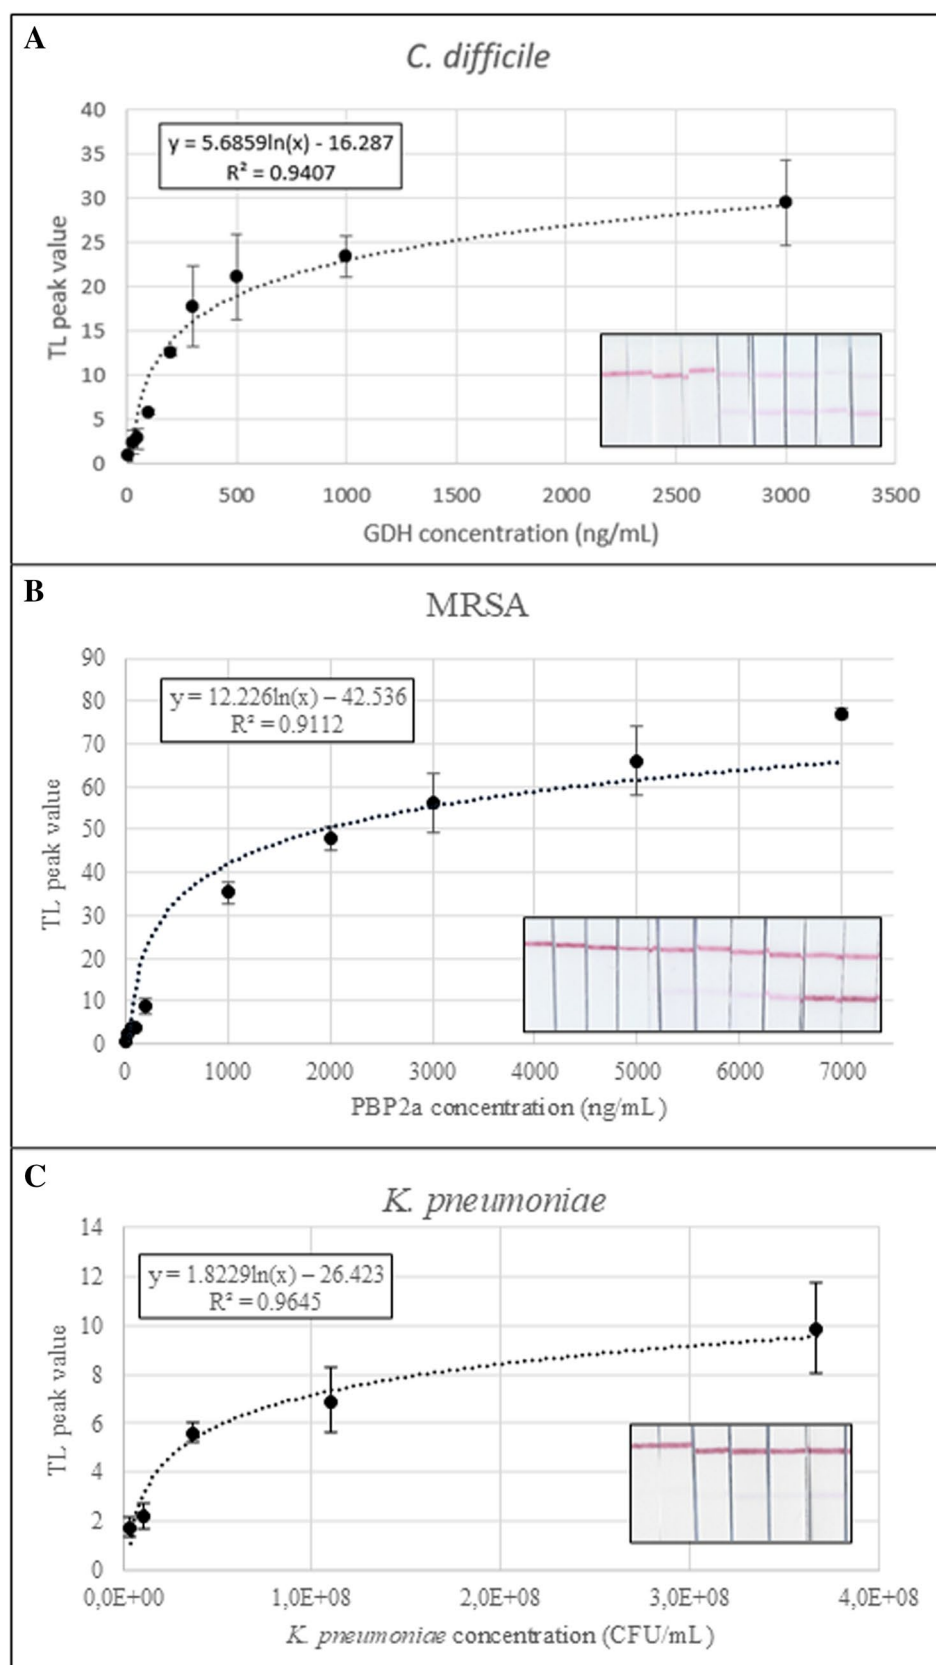 A
C. difficile
40
35
30
25
20
15
10
5
0
y = 5.6859ln(x) - 16.287
R² = 0.9407
TL peak value
0 500 1000 1500 2000 2500 3000 3500
GDH concentration (ng/mL)
B
MRSA
90
80
70
60
50
40
30
20
10
0
y = 12.226ln(x) – 42.536
R² = 0.9112
TL peak value
0 1000 2000 3000 4000 5000 6000 7000
PBP2a concentration (ng/mL)
C
K. pneumoniae
14
12
10
8
6
4
2
0
y = 1.8229ln(x) – 26.423
R² = 0.9645
TL peak value
0,0E+00 1,0E+08 2,0E+08 3,0E+08 4,0E+08
K. pneumoniae concentration (CFU/mL)